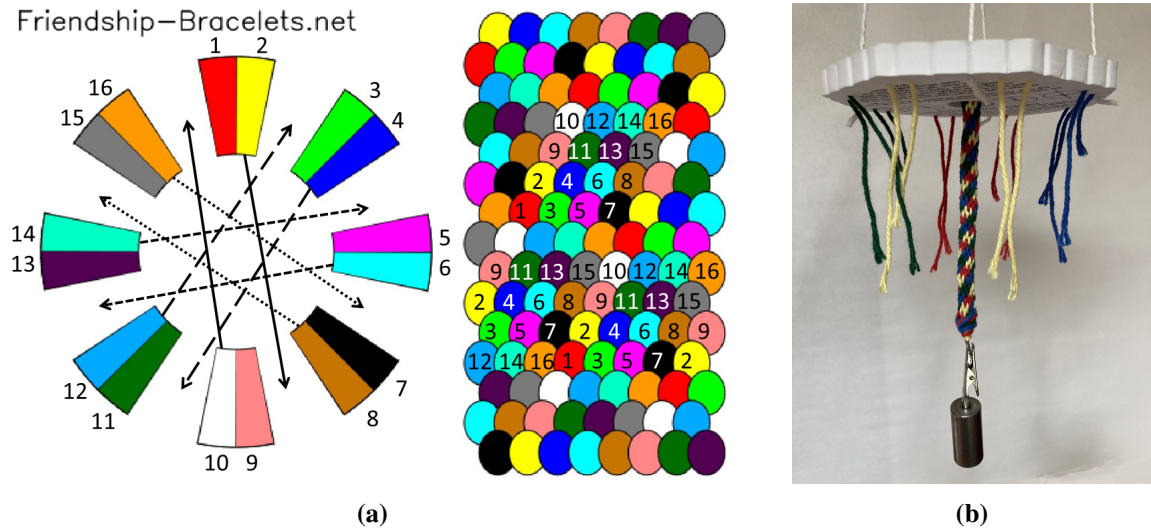 Friendship-Bracelets.net
1 2
16 3
15 4
14 5
13 6
12 7
11 8
10 9
10 12 14 16
9 11 13 15
2 4 6 8
1 3 5 7
9 11 13 15 10 12 14 16
2 4 6 8 9 11 13 15
3 5 7 2 4 6 8 9
12 14 16 1 3 5 7 2
(a) (b)